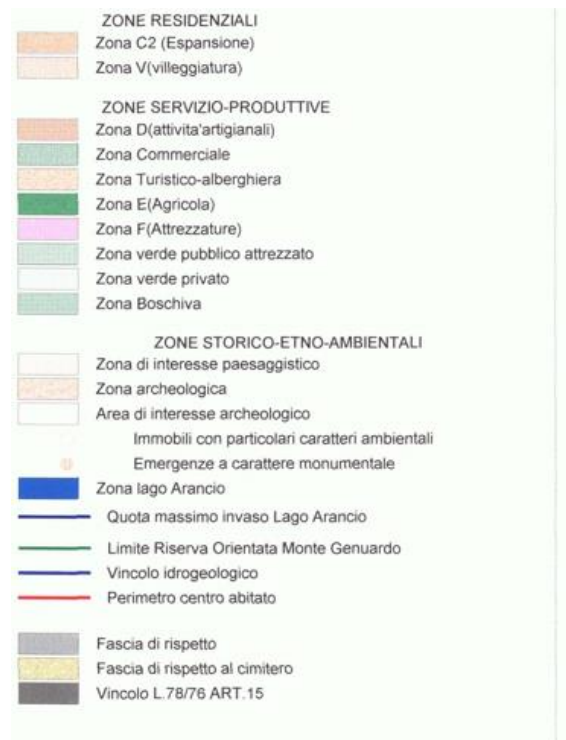 ZONE RESIDENZIALI
Zona C2 (Espansione)
Zona V(villeggiatura)
ZONE SERVIZIO-PRODUTTIVE
Zona D(attivita'artigianali)
Zona Commerciale
Zona Turistico-alberghiera
Zona E(Agricola)
Zona F(Attrezzature)
Zona verde pubblico attrezzato
Zona verde privato
Zona Boschiva
ZONE STORICO-ETNO-AMBIENTALI
Zona di interesse paesaggistico
Zona archeologica
Area di interesse archeologico
Immobili con particolari caratteri ambientali
Emergenze a carattere monumentale
Zona lago Arancio
Quota massimo invaso Lago Arancio
Limite Riserva Orientata Monte Genuardo
Vincolo idrogeologico
Perimetro centro abitato
Fascia di rispetto
Fascia di rispetto al cimitero
Vincolo L.78/76 ART.15